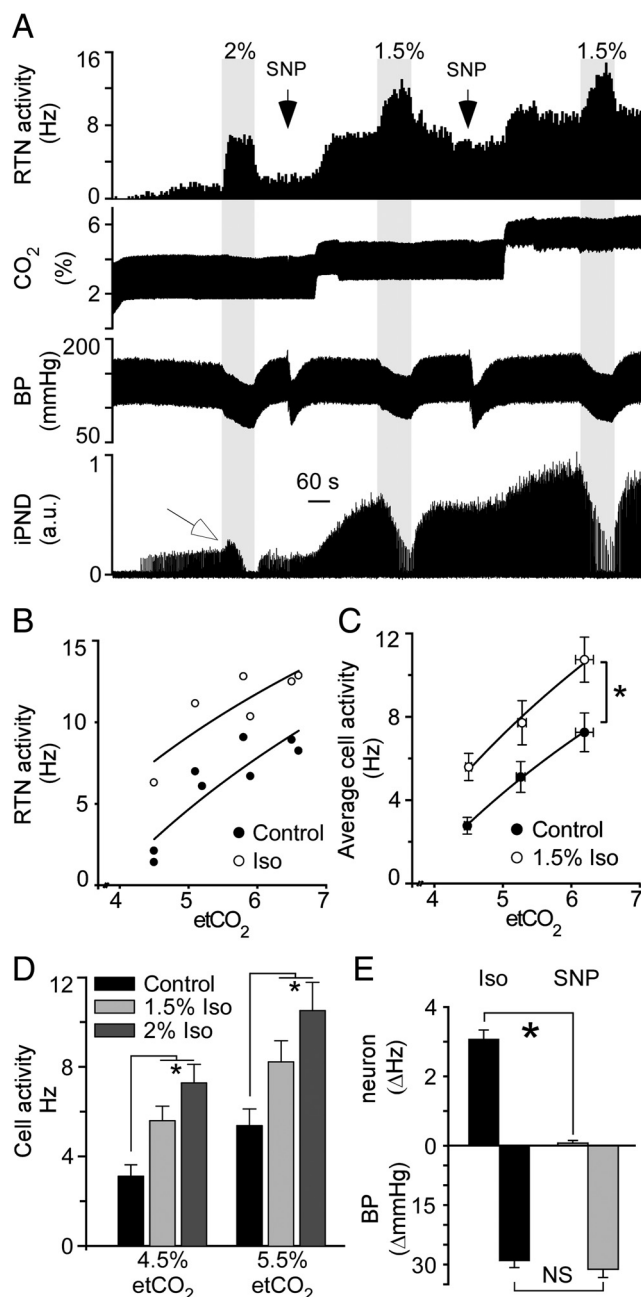 A
2% 1.5% 1.5%
SNP SNP
16
8
0
RTN activity
(Hz)
6
2
CO2
(%)
200
50
BP
(mmHg)
1
0
iPND
(a.u.)
60 s
B
15
10
5
0
RTN activity
(Hz)
Control
Iso
4 5 6 7
etCO2
C
12
8
4
0
Average cell activity
(Hz)
*
Control
1.5% Iso
4 5 6 7
etCO2
D
12
8
4
0
Cell activity
Hz
Control
1.5% Iso
2% Iso
* *
4.5%
etCO2
5.5%
etCO2
E
Iso SNP
4
2
0
neuron
(ΔHz)
*
15
30
BP
(ΔmmHg)
NS